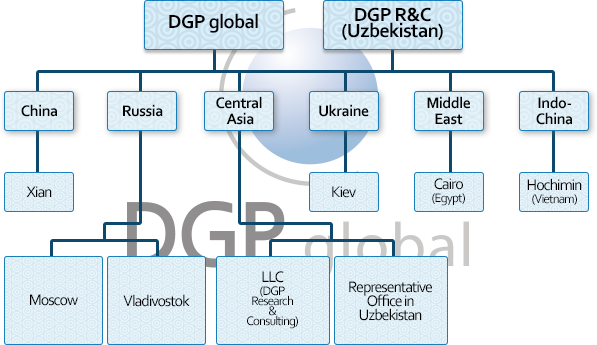 DGP global
DGP R&C
(Uzbekistan)
China
Russia
Central
Asia
Ukraine
Middle
East
Indo-
China
Xian
Kiev
Cairo
(Egypt)
Hochimin
(Vietnam)
DGP global
Moscow
Vladivostok
LLC
(DGP
Research
&
Consulting)
Representative
Office in
Uzbekistan